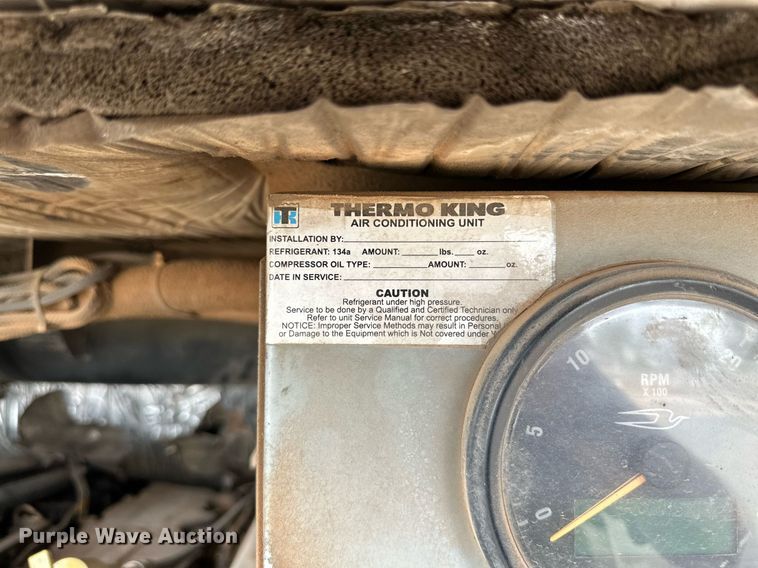 TK THERMO KING
AIR CONDITIONING UNIT
INSTALLATION BY:
REFRIGERANT: 134a AMOUNT: lbs. oz.
COMPRESSOR OIL TYPE: AMOUNT: oz.
DATE IN SERVICE:
CAUTION
Refrigerant under high pressure.
Service to be done by a Qualified and Certified Technician only
Refer to unit Service Manual for correct procedures.
NOTICE: Improper Service Methods may result in Personal
or Damage to the Equipment which is Not covered under
10
20
RPM
X 100
5
0
Purple Wave Auction